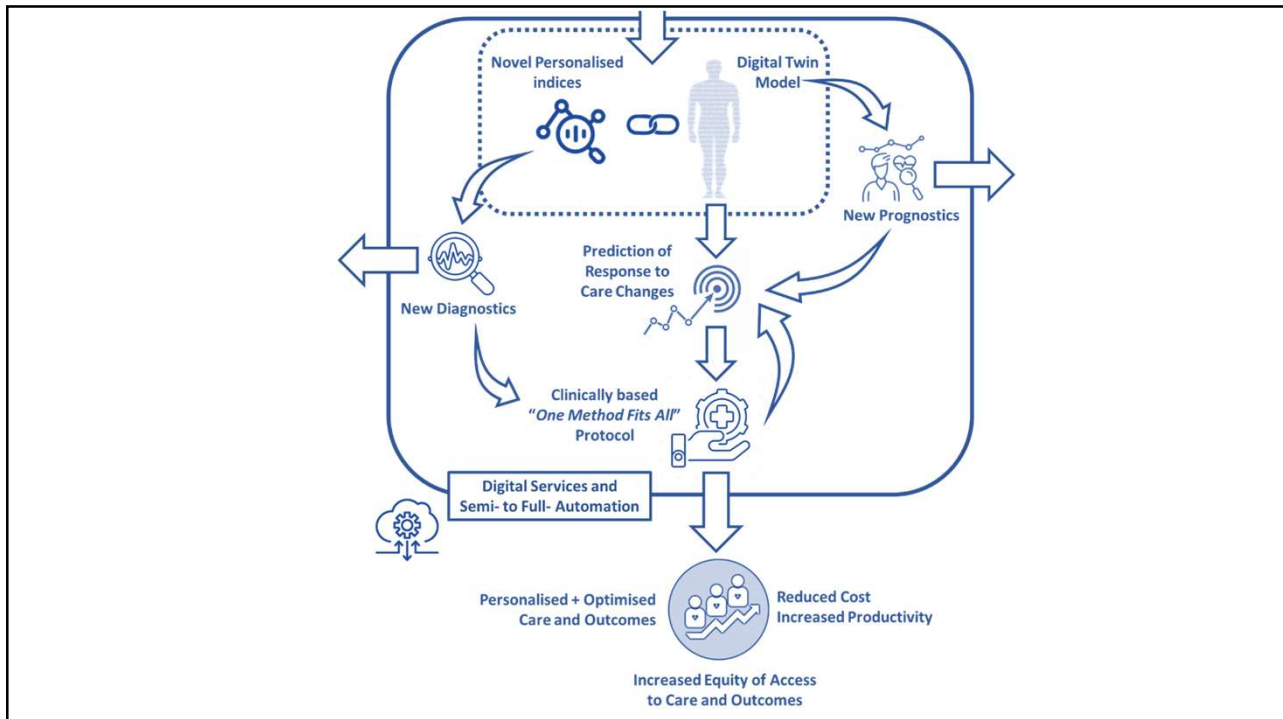 Novel Personalised
indices
Digital Twin
Model
New Prognostics
Prediction of
Response to
Care Changes
New Diagnostics
Clinically based
“One Method Fits All”
Protocol
Digital Services and
Semi- to Full- Automation
Personalised + Optimised
Care and Outcomes
Reduced Cost
Increased Productivity
Increased Equity of Access
to Care and Outcomes